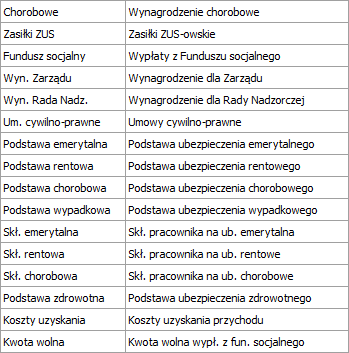 Chorobowe Wynagrodzenie chorobowe
Zasiłki ZUS Zasiłki ZUS-owskie
Fundusz socjalny Wypłaty z Funduszu socjalnego
Wyn. Zarządu Wynagrodzenie dla Zarządu
Wyn. Rada Nadz. Wynagrodzenie dla Rady Nadzorczej
Um. cywilno-prawne Umowy cywilno-prawne
Podstawa emerytalna Podstawa ubezpieczenia emerytalnego
Podstawa rentowa Podstawa ubezpieczenia rentowego
Podstawa chorobowa Podstawa ubezpieczenia chorobowego
Podstawa wypadkowa Podstawa ubezpieczenia wypadkowego
Skł. emerytalna Skł. pracownika na ub. emerytalna
Skł. rentowa Skł. pracownika na ub. rentowe
Skł. chorobowa Skł. pracownika na ub. chorobowe
Podstawa zdrowotna Podstawa ubezpieczenia zdrowotnego
Koszty uzyskania Koszty uzyskania przychodu
Kwota wolna Kwota wolna wypł. z fun. socjalnego